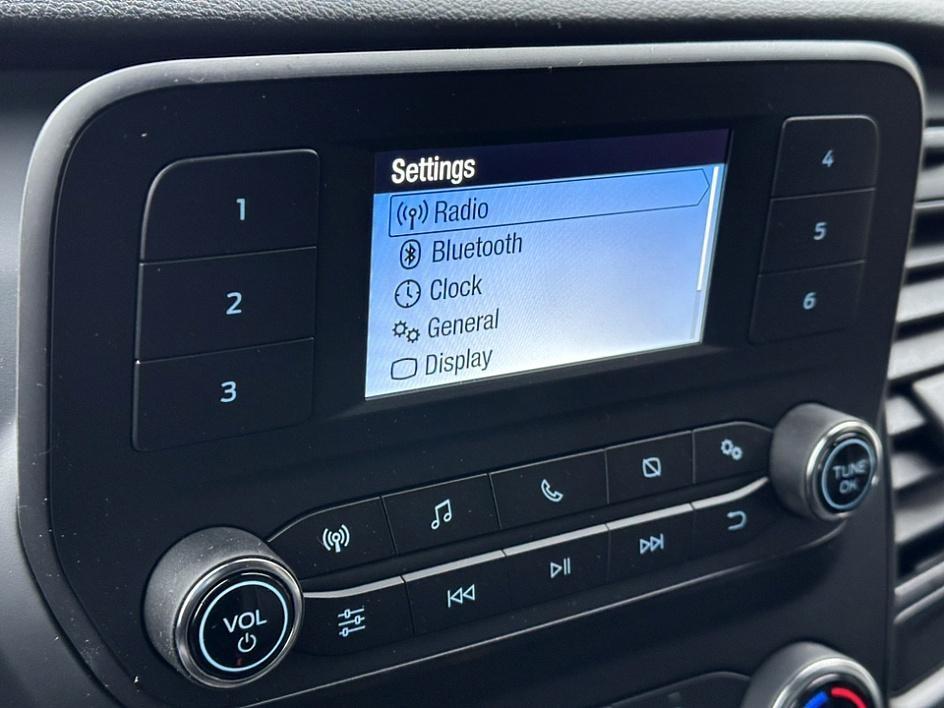 Settings
Radio
Bluetooth
Clock
General
Display
1
2
3
4
5
6
VOL
TUNE
OK